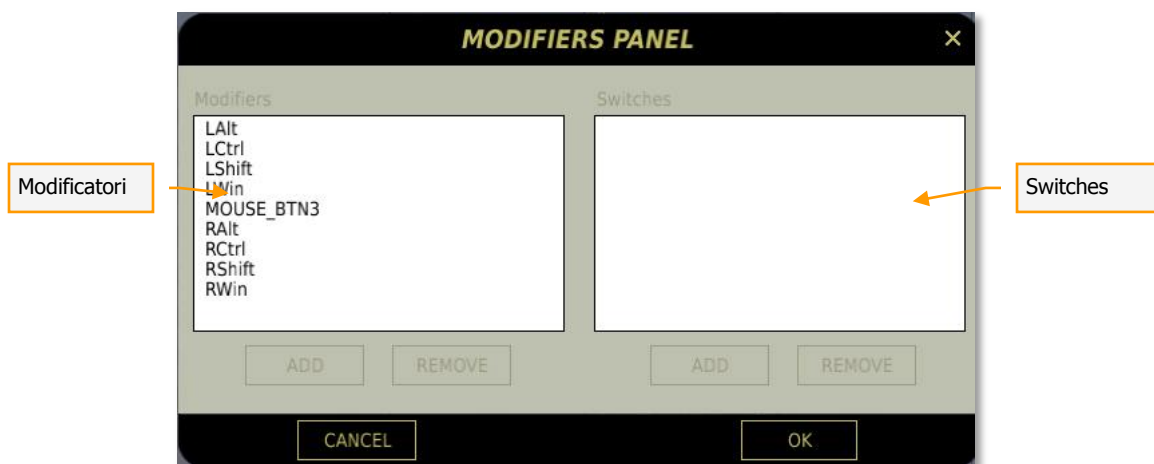 MODIFIERS PANEL
×
Modifiers
Switches
LAlt
LCtrl
LShift
LWin
MOUSE_BTN3
RAlt
RCtrl
RShift
RWin
Modificatori
Switches
ADD
REMOVE
ADD
REMOVE
CANCEL
OK